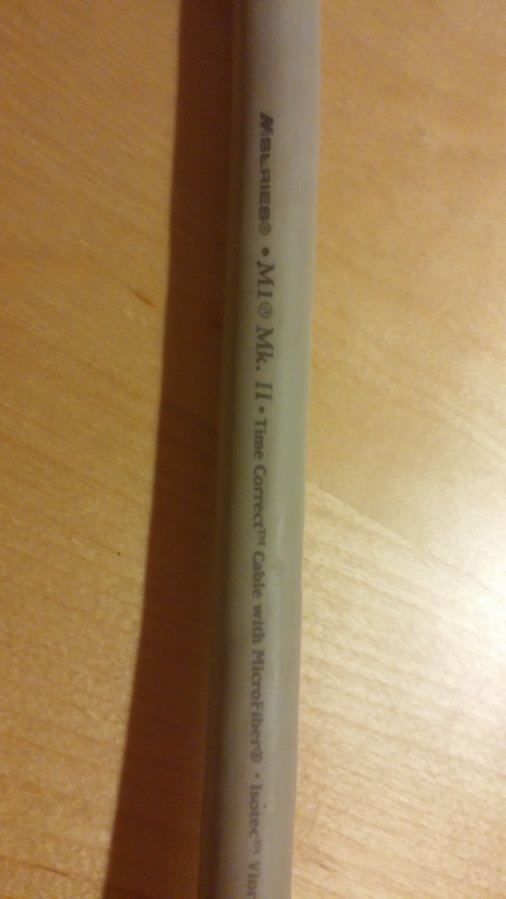 MSERIES® • M1® Mk. II • Time Correct™ Cable with MicroFiber® • Isotec™